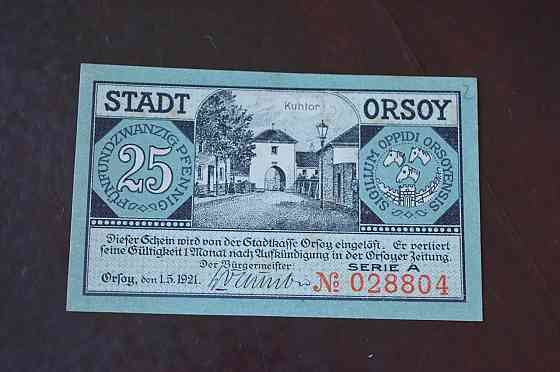 STADT ORSOY
Kuhtor
FÜNFUNDZWANZIG PFENNIG
25
SIGILLUM OPPIDI ORSOYENSIS
Dieser Schein wird von der Stadtkasse Orsoy eingelöst. Er verliert
seine Gültigkeit 1 Monat nach Aufkündigung in der Orsoyer Zeitung.
Der Bürgermeister:
SERIE A
Orsoy, den 1.5.1921.
№ 028804
2